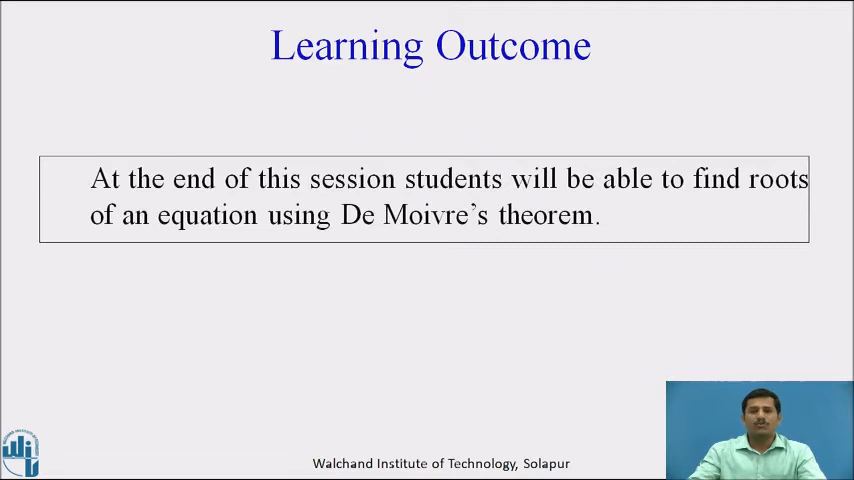 Learning Outcome
At the end of this session students will be able to find roots
of an equation using De Moivre's theorem.
Walchand Institute of Technology, Solapur